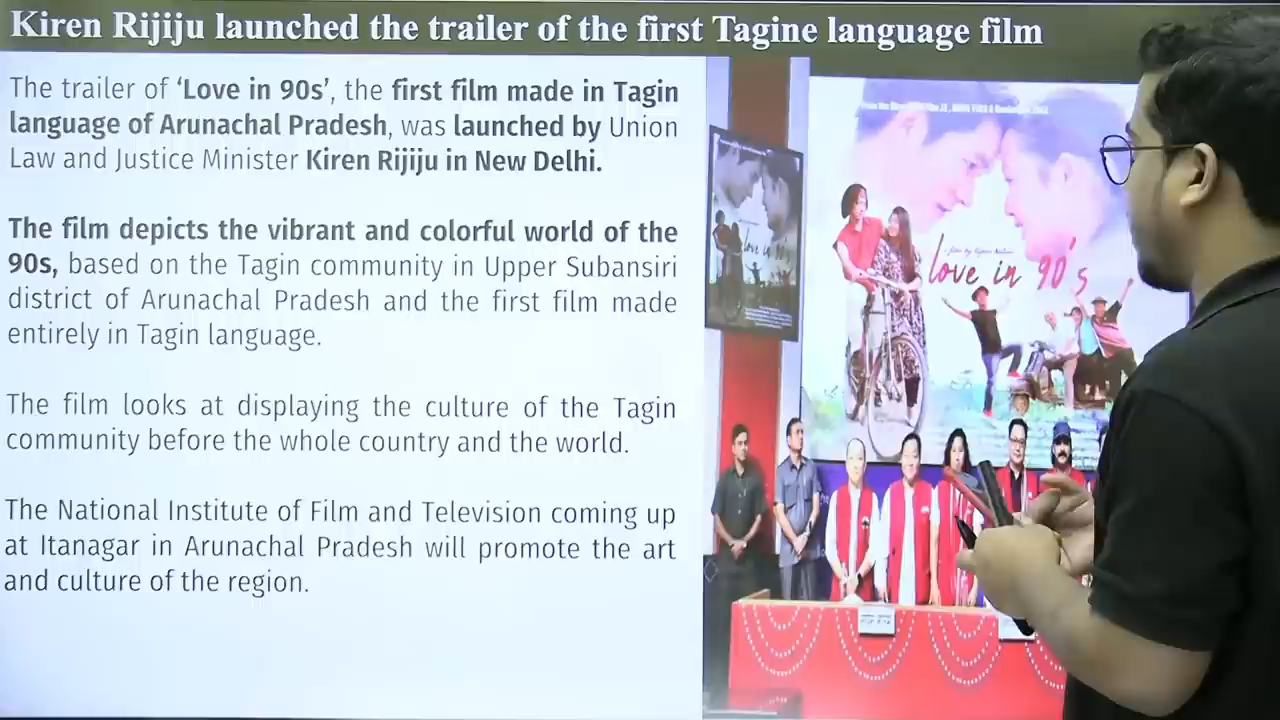 Kiren Rijiju launched the trailer of the first Tagine language film
The trailer of ‘Love in 90s’, the first film made in Tagin
language of Arunachal Pradesh, was launched by Union
Law and Justice Minister Kiren Rijiju in New Delhi.
The film depicts the vibrant and colorful world of the
90s, based on the Tagin community in Upper Subansiri
district of Arunachal Pradesh and the first film made
entirely in Tagin language.
The film looks at displaying the culture of the Tagin
community before the whole country and the world.
The National Institute of Film and Television coming up
at Itanagar in Arunachal Pradesh will promote the art
and culture of the region.
love in 90's
love in 90's